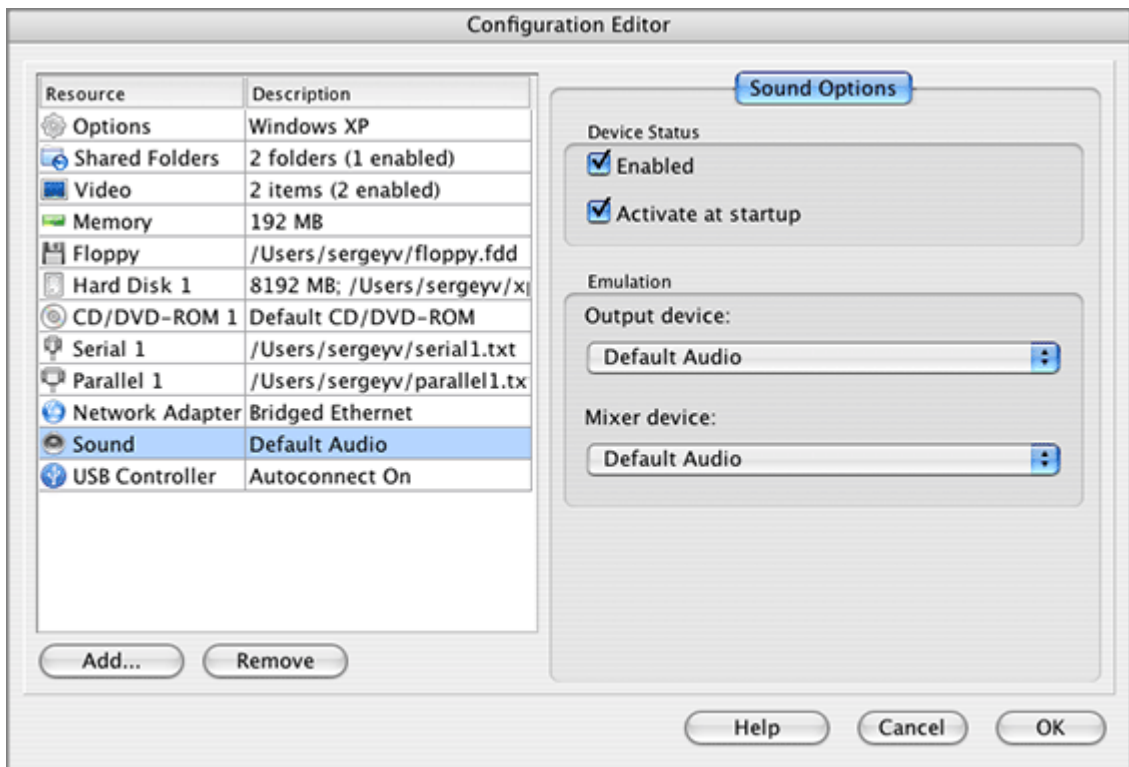 Configuration Editor
Resource Description
Options Windows XP
Shared Folders 2 folders (1 enabled)
Video 2 items (2 enabled)
Memory 192 MB
Floppy /Users/sergeyv/floppy.fdd
Hard Disk 1 8192 MB; /Users/sergeyv/xp
CD/DVD-ROM 1 Default CD/DVD-ROM
Serial 1 /Users/sergeyv/serial1.txt
Parallel 1 /Users/sergeyv/parallel1.tx
Network Adapter Bridged Ethernet
Sound Default Audio
USB Controller Autoconnect On
Add... Remove
Sound Options
Device Status
Enabled
Activate at startup
Emulation
Output device:
Default Audio
Mixer device:
Default Audio
Help Cancel OK